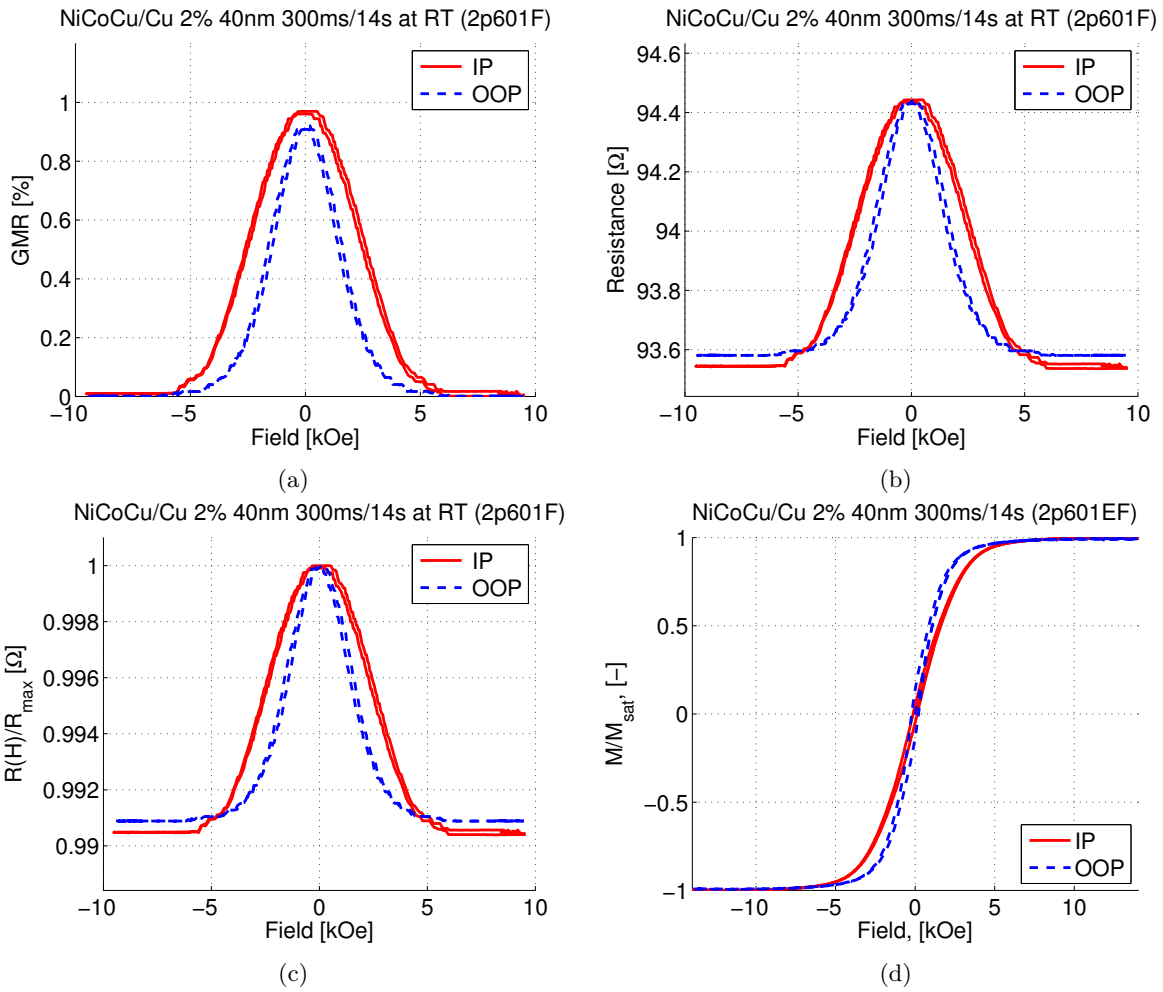 NiCoCu/Cu 2% 40nm 300ms/14s at RT (2p601F)
IP
OOP
1
0.8
0.6
0.4
0.2
0
GMR [%]
−10
−5
0
5
10
Field [kOe]
(a)
NiCoCu/Cu 2% 40nm 300ms/14s at RT (2p601F)
IP
OOP
94.6
94.4
94.2
94
93.8
93.6
Resistance [Ω]
−10
−5
0
5
10
Field [kOe]
(b)
NiCoCu/Cu 2% 40nm 300ms/14s at RT (2p601F)
IP
OOP
1
0.998
0.996
0.994
0.992
0.99
R(H)/R_max [Ω]
−10
−5
0
5
10
Field [kOe]
(c)
NiCoCu/Cu 2% 40nm 300ms/14s (2p601EF)
1
0.5
0
−0.5
−1
M/M_sat, [−]
IP
OOP
−10
−5
0
5
10
Field, [kOe]
(d)